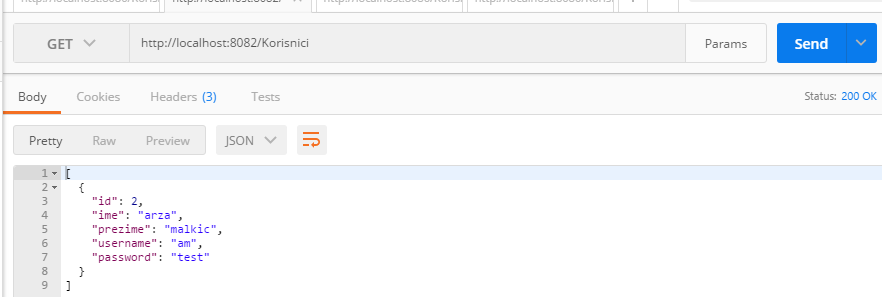 http://localhost:8082/
GET http://localhost:8082/Korisnici Params Send
Body Cookies Headers (3) Tests Status: 200 OK
Pretty Raw Preview JSON
1 [
2 {
3 "id": 2,
4 "ime": "arza",
5 "prezime": "malkic",
6 "username": "am",
7 "password": "test"
8 }
9 ]